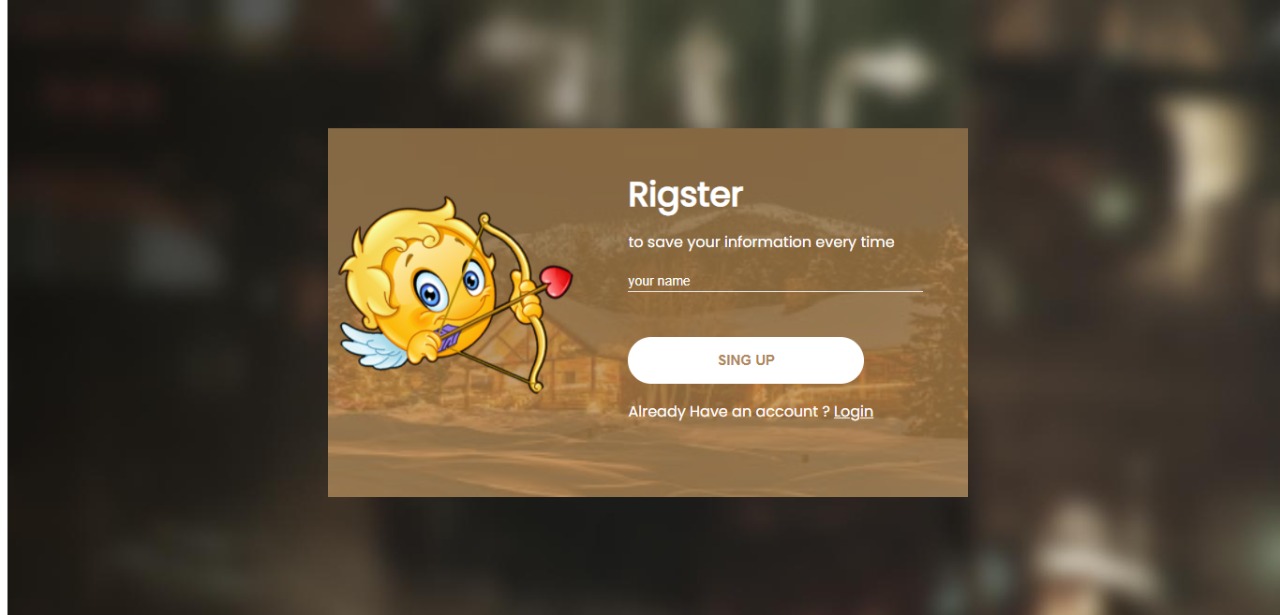 Rigster
to save your information every time
your name
SING UP
Already Have an account ? Login